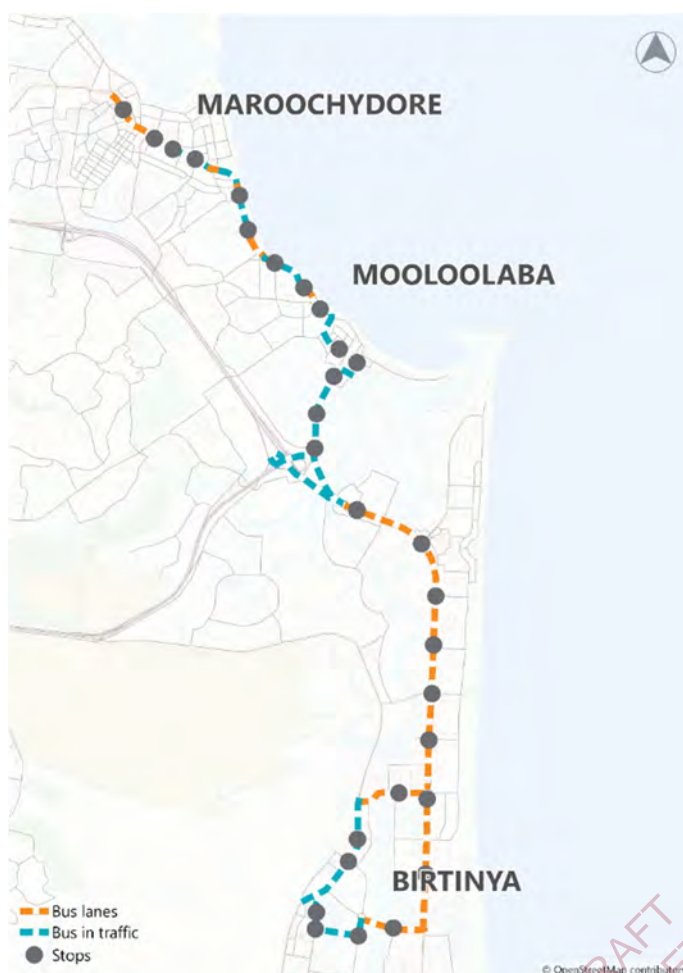 MAROOCHYDORE
MOOLOOLABA
BIRTINYA
Bus lanes
Bus in traffic
Stops
DRAFT
© OpenStreetMap contributors